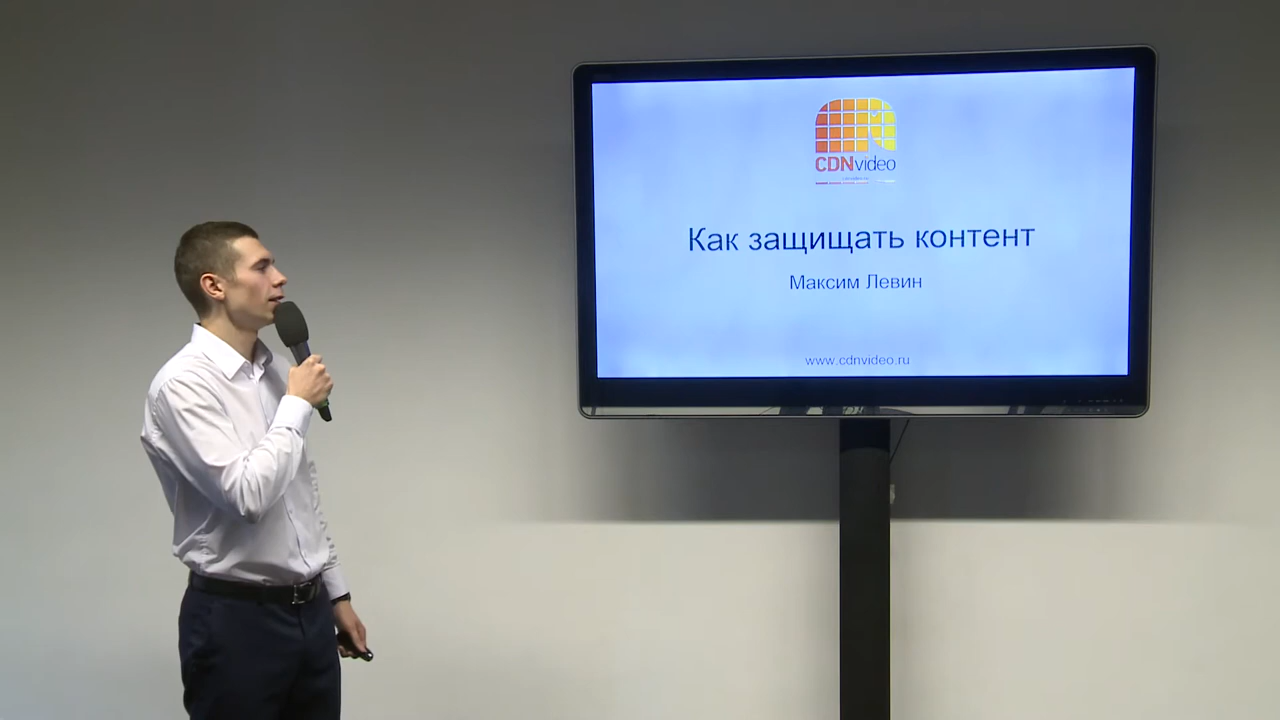 CDNvideo
Как защищать контент
Максим Левин
www.cdnvideo.ru